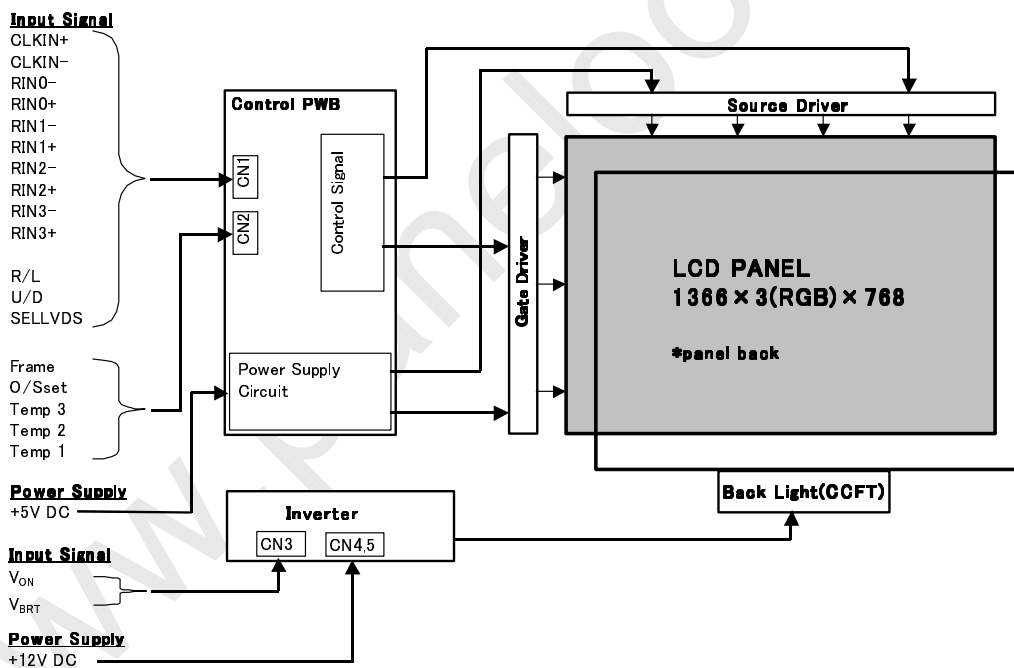 Input Signal
CLKIN+
CLKIN-
RIN0-
RIN0+
RIN1-
RIN1+
RIN2-
RIN2+
RIN3-
RIN3+
R/L
U/D
SELLVDS
Frame
O/Sset
Temp 3
Temp 2
Temp 1
Power Supply
+5V DC
Input Signal
VON
VBRT
Power Supply
+12V DC
Control PWB
CN1
CN2
Control Signal
Power Supply
Circuit
Inverter
CN3
CN4,5
Source Driver
Gate Driver
LCD PANEL
1366×3(RGB)×768
*panel back
Back Light(CCFT)